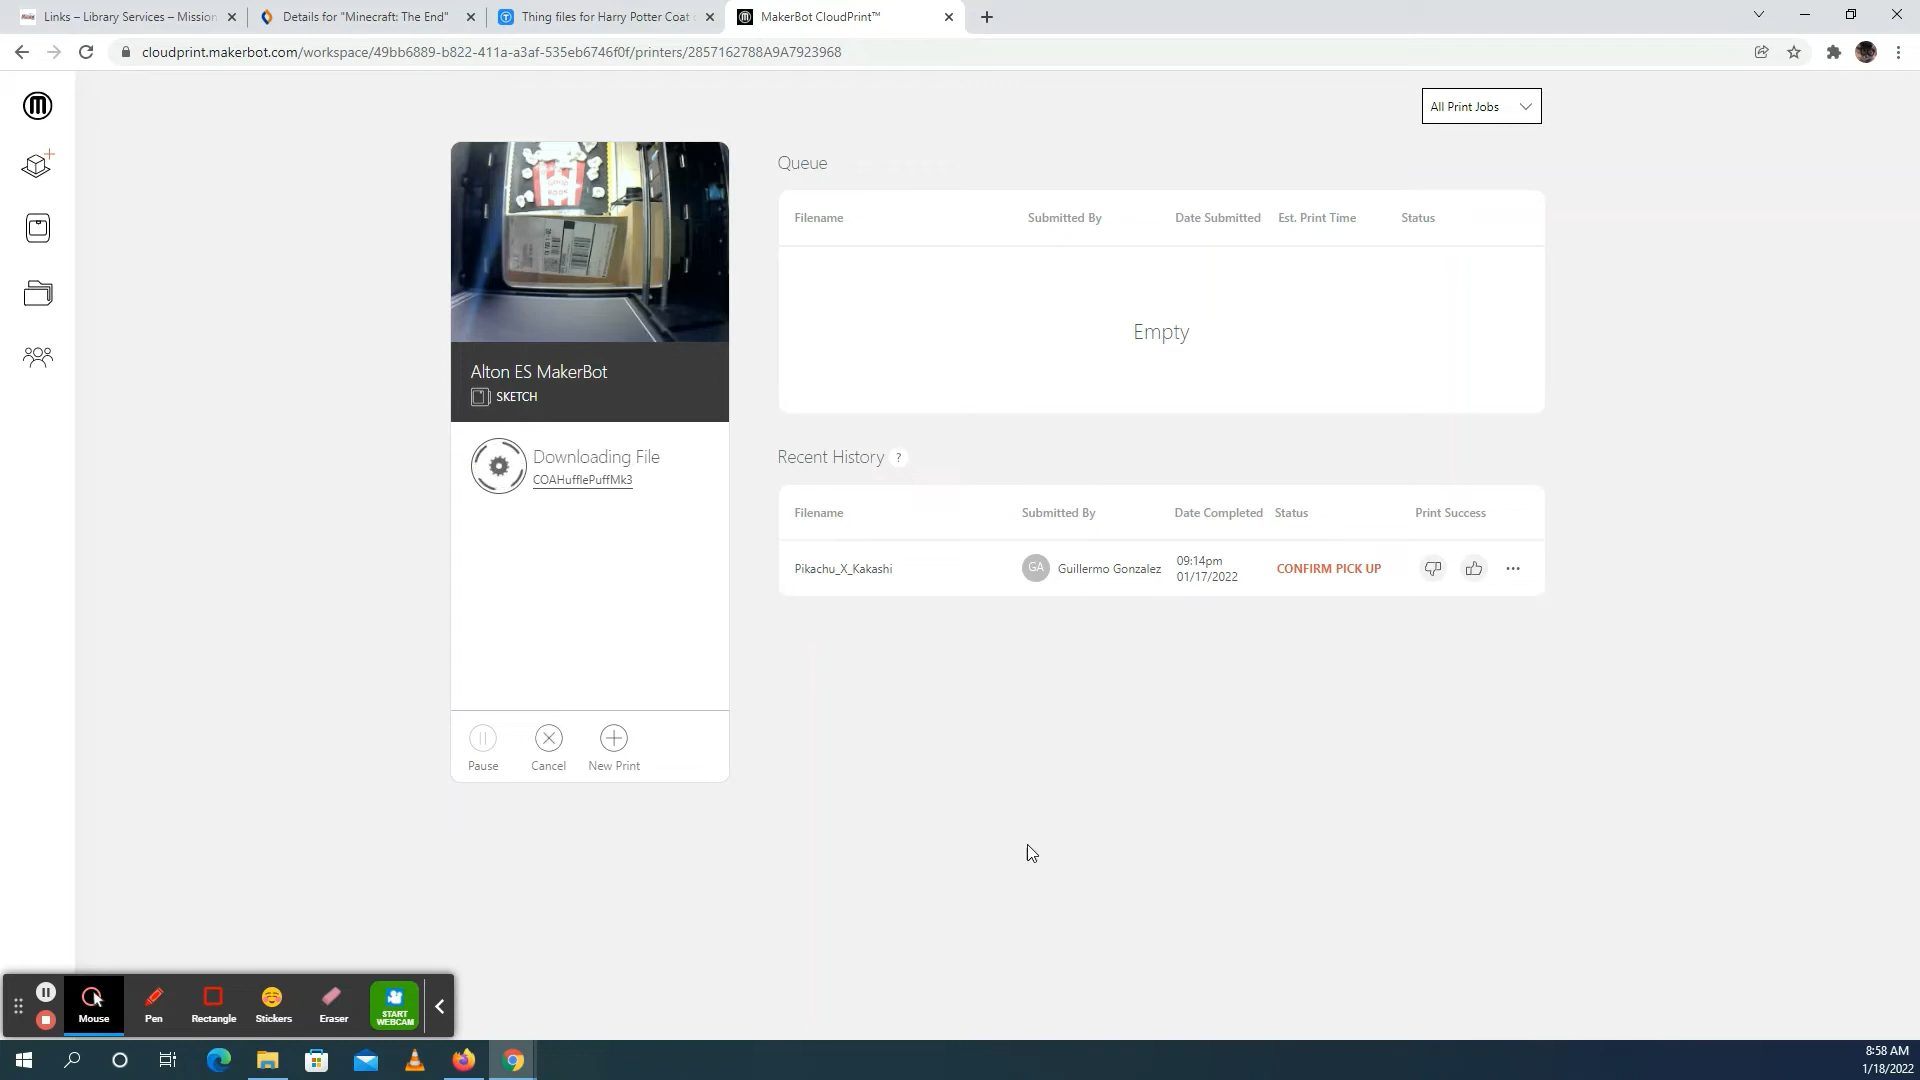 Links – Library Services – Mission
Details for "Minecraft: The End"
Thing files for Harry Potter Coat
MakerBot CloudPrint™
cloudprint.makerbot.com/workspace/49bb6889-b822-411a-a3af-535eb6746f0f/printers/2857162788A9A7923968
All Print Jobs
GOOD
BOOK
Alton ES MakerBot
SKETCH
Downloading File
COAHufflePuffMk3
Pause
Cancel
New Print
Queue
Filename
Submitted By
Date Submitted
Est. Print Time
Status
Empty
Recent History ?
Filename
Submitted By
Date Completed
Status
Print Success
Pikachu_X_Kakashi
GA
Guillermo Gonzalez
09:14pm
01/17/2022
CONFIRM PICK UP
Mouse
Pen
Rectangle
Stickers
Eraser
START
WEBCAM
8:58 AM
1/18/2022